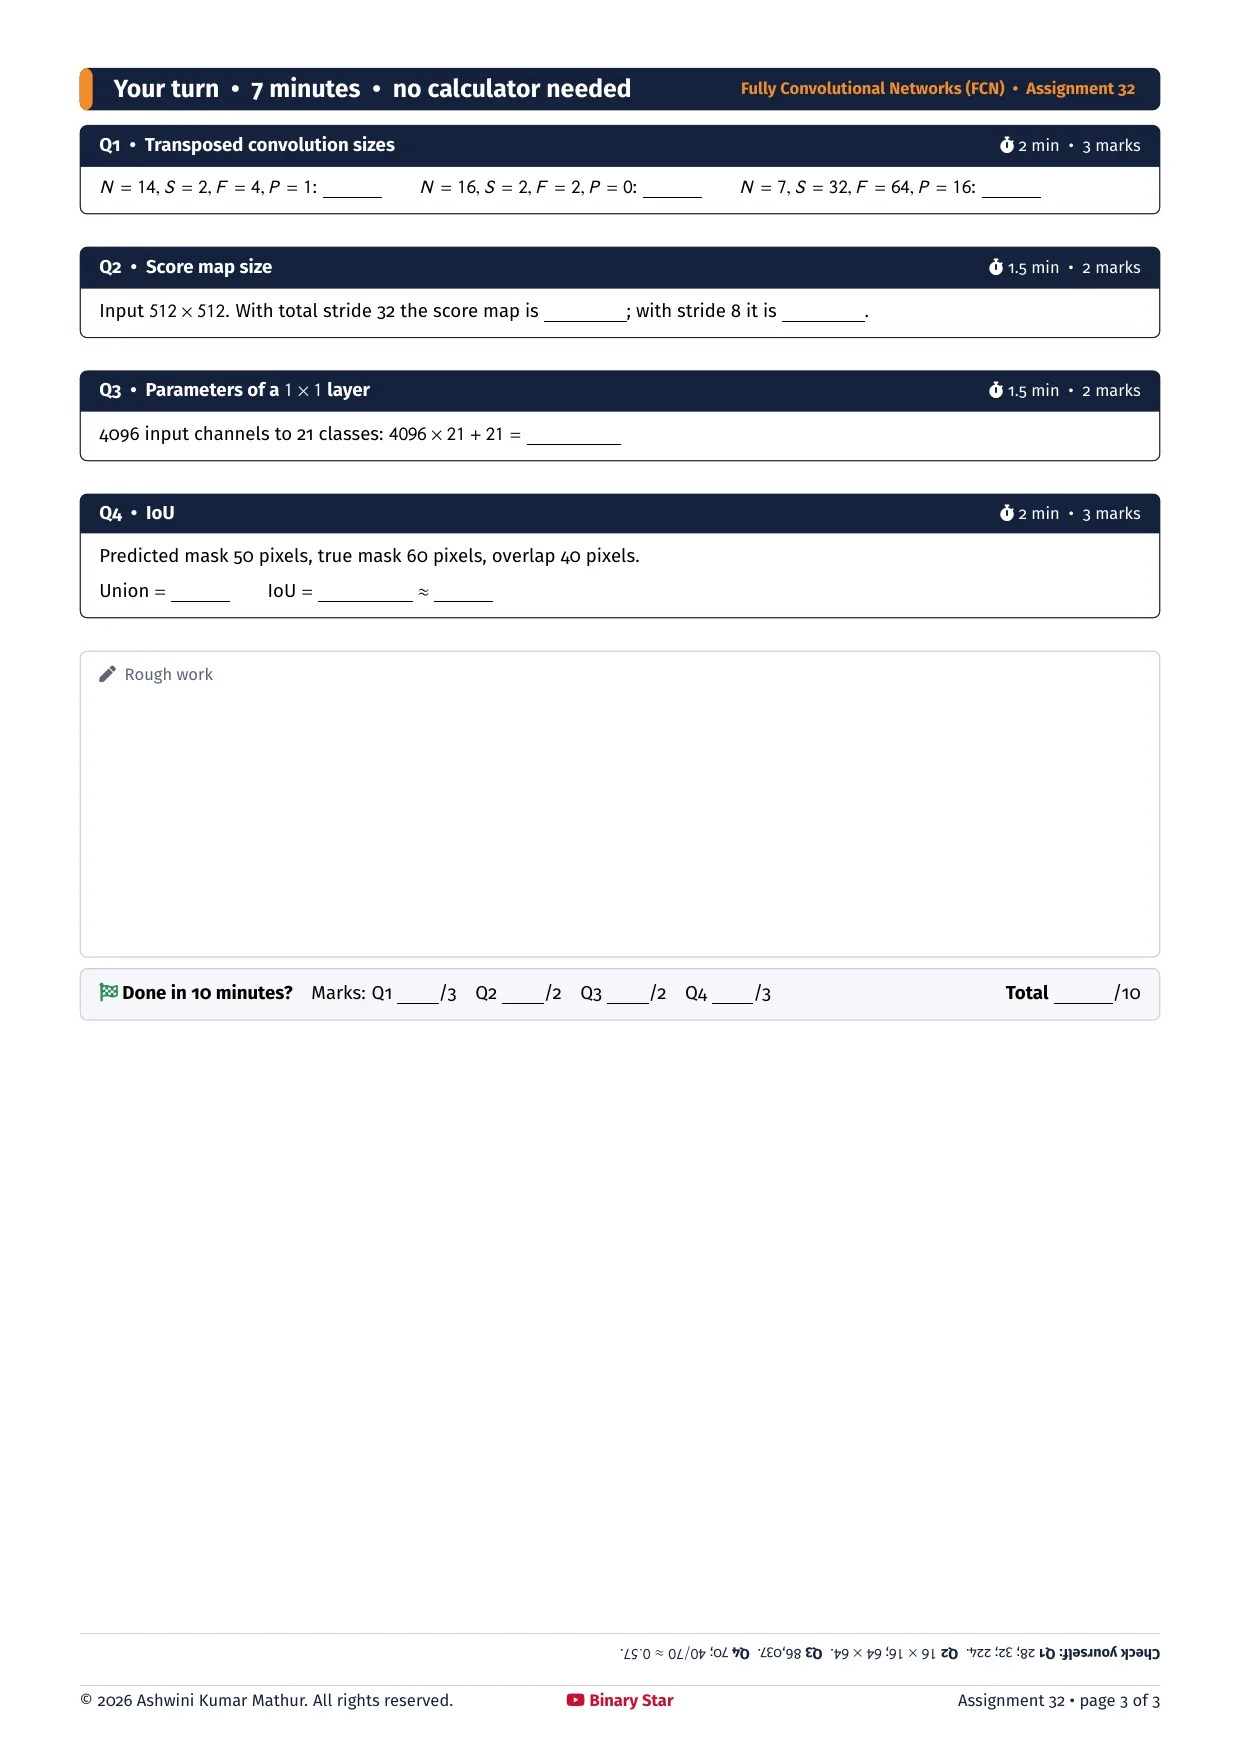 Your turn • 7 minutes • no calculator needed Fully Convolutional Networks (FCN) • Assignment 32
Q1 • Transposed convolution sizes 2 min • 3 marks
N = 14, S = 2, F = 4, P = 1: ______ N = 16, S = 2, F = 2, P = 0: ______ N = 7, S = 32, F = 64, P = 16: ______
Q2 • Score map size 1.5 min • 2 marks
Input 512 × 512. With total stride 32 the score map is ________; with stride 8 it is ________.
Q3 • Parameters of a 1 × 1 layer 1.5 min • 2 marks
4096 input channels to 21 classes: 4096 × 21 + 21 = _________
Q4 • IoU 2 min • 3 marks
Predicted mask 50 pixels, true mask 60 pixels, overlap 40 pixels.
Union = ______ IoU = _________ ≈ ______
Rough work
Done in 10 minutes? Marks: Q1 ____/3 Q2 ____/2 Q3 ____/2 Q4 ____/3 Total ______/10
Check yourself: Q1 28; 32; 224. Q2 16 × 16; 64 × 64. Q3 86,037. Q4 70; 40/70 ≈ 0.57.
© 2026 Ashwini Kumar Mathur. All rights reserved. Binary Star Assignment 32 • page 3 of 3